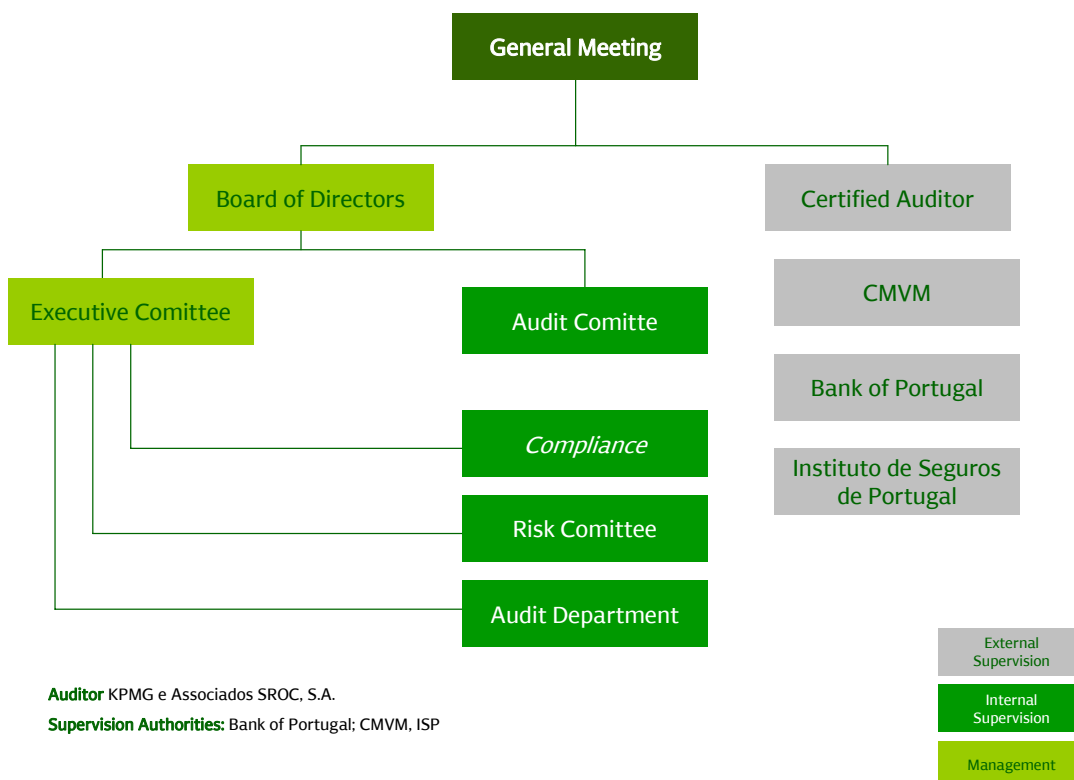 General Meeting
Board of Directors
Certified Auditor
Executive Comittee
Audit Comitte
CMVM
Bank of Portugal
Compliance
Instituto de Seguros
de Portugal
Risk Comittee
Audit Department
External
Supervision
Internal
Supervision
Management
Auditor KPMG e Associados SROC, S.A.
Supervision Authorities: Bank of Portugal; CMVM, ISP